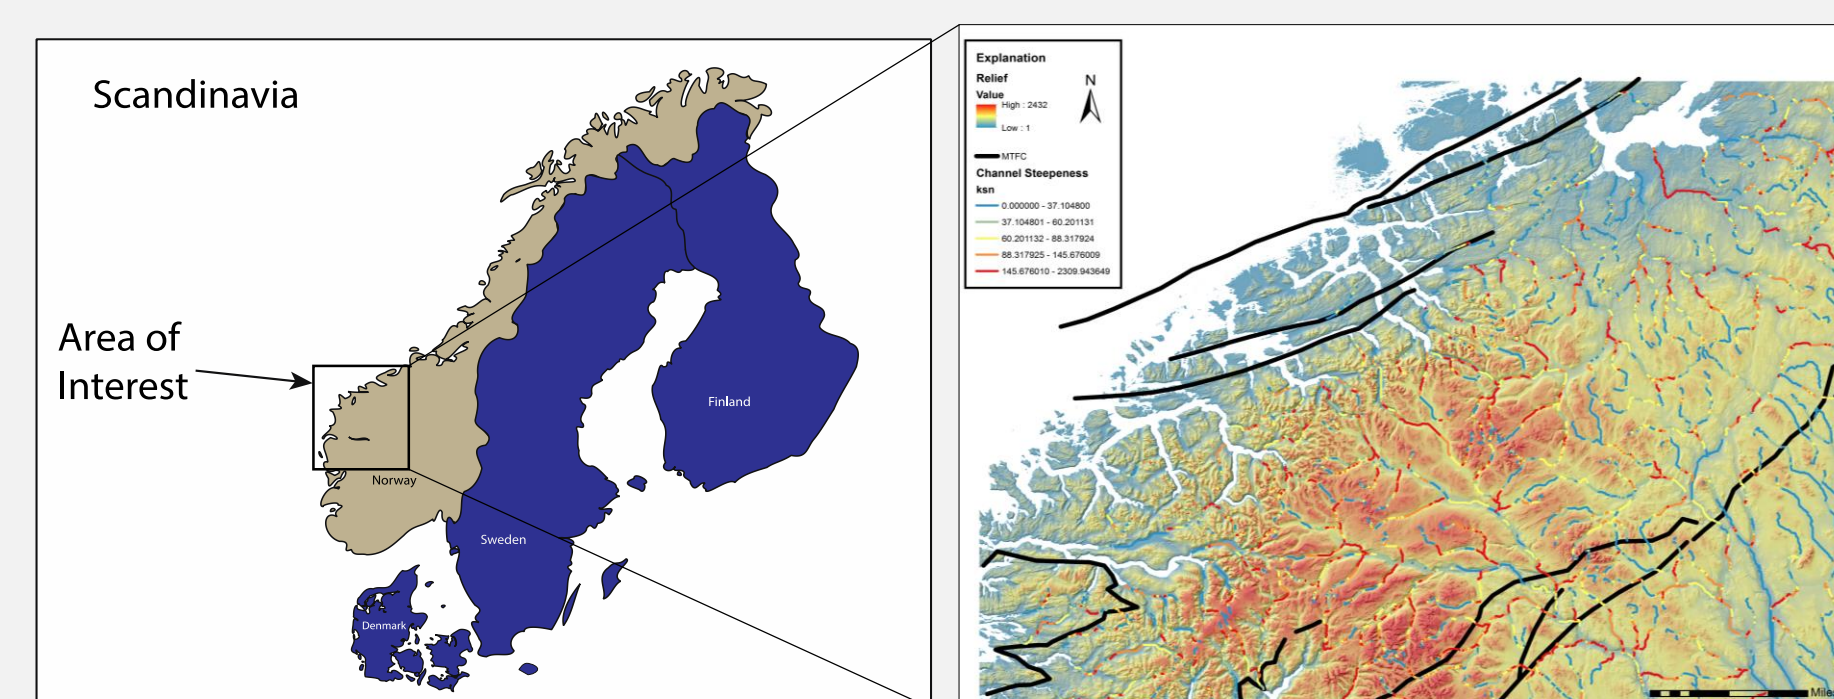 Scandinavia
Area of
Interest
Norway
Sweden
Finland
Denmark
Explanation
Relief
Value
High : 2432
Low : 1
N
MTFC
Channel Steepeness
ksn
0.000000 - 37.104800
37.104801 - 60.201131
60.201132 - 88.317924
88.317925 - 145.676009
145.676010 - 2309.943649